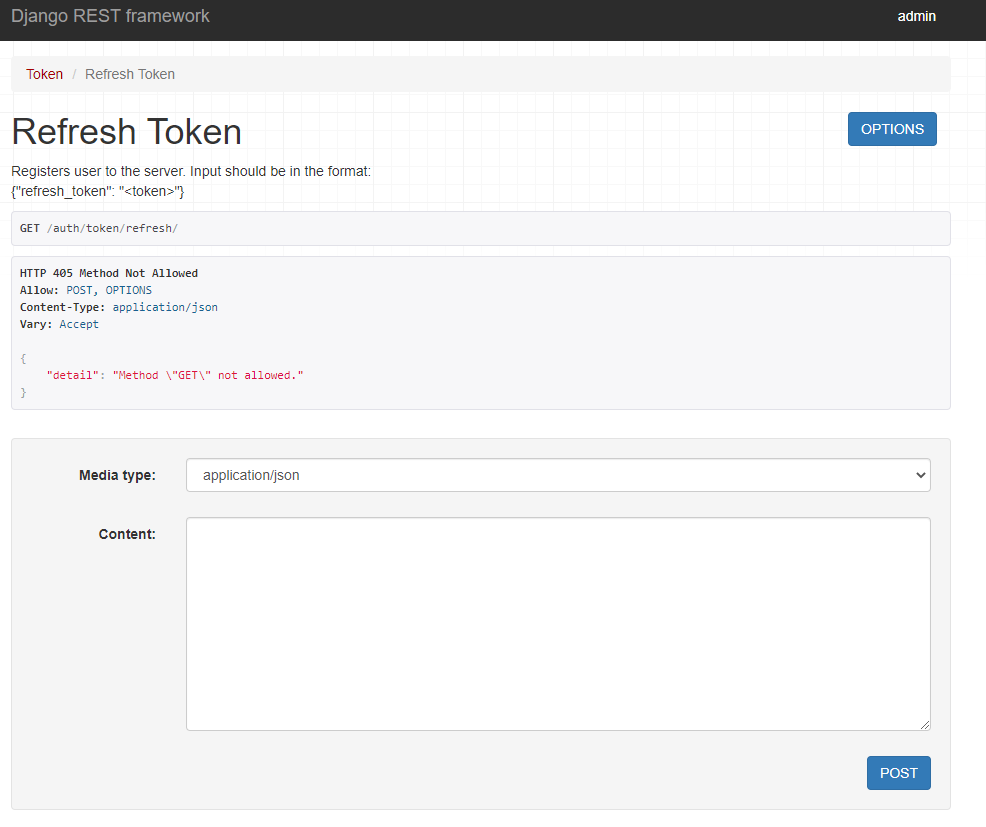 Django REST framework
admin
Token / Refresh Token
Refresh Token
OPTIONS
Registers user to the server. Input should be in the format:
{"refresh_token": "<token>"}
GET /auth/token/refresh/
HTTP 405 Method Not Allowed
Allow: POST, OPTIONS
Content-Type: application/json
Vary: Accept
{
    "detail": "Method \"GET\" not allowed."
}
Media type:
application/json
Content:
POST